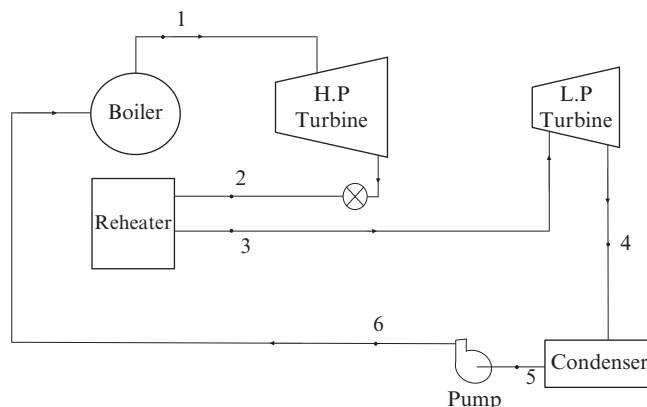 1
Boiler
H.P
Turbine
L.P
Turbine
2
Reheater
3
4
6
5
Condenser
Pump